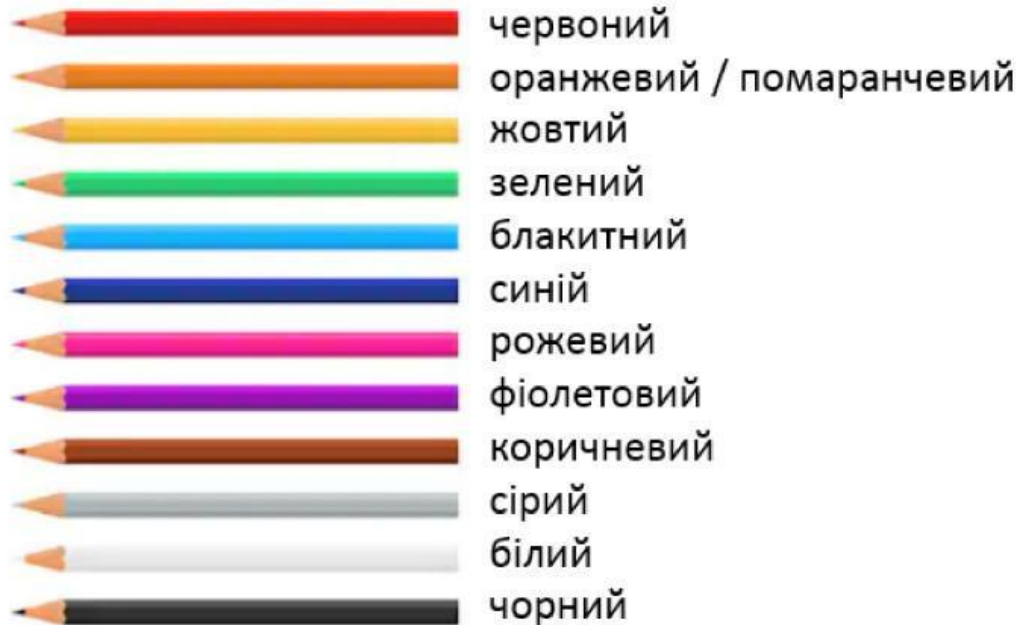 червоний
оранжевий / помаранчевий
жовтий
зелений
блакитний
синій
рожевий
фіолетовий
коричневий
сірий
білий
чорний